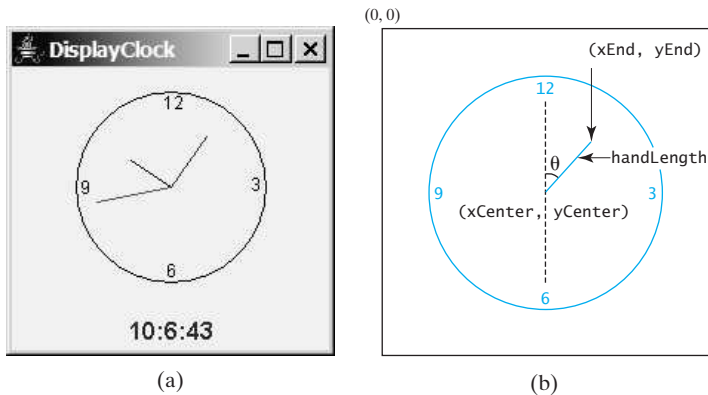 DisplayClock
12
9
3
6
10:6:43
(a)
(0, 0)
(xEnd, yEnd)
12
θ
handLength
9
3
(xCenter, yCenter)
6
(b)